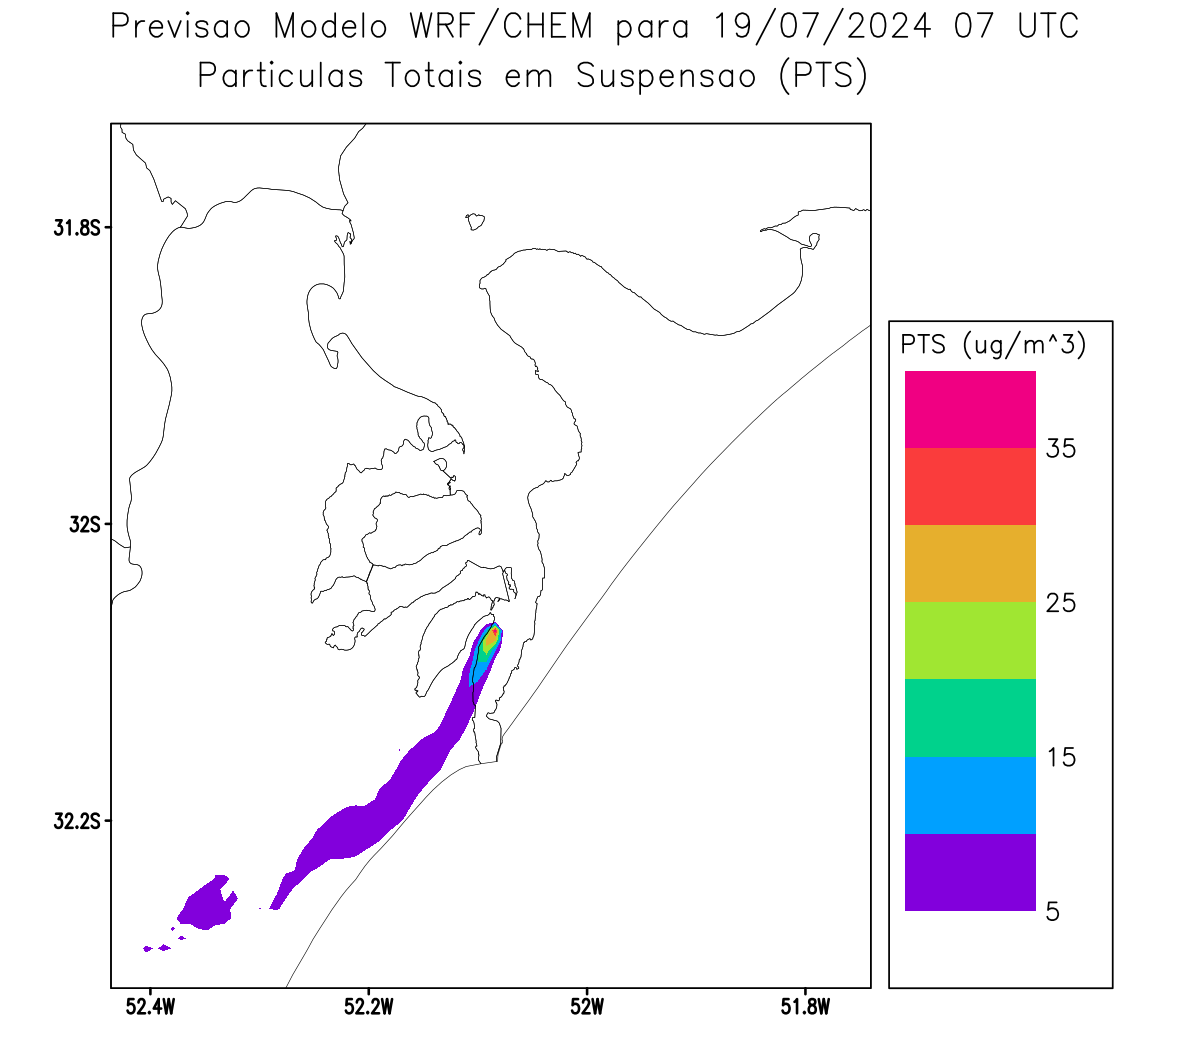 Previsao Modelo WRF/CHEM para 19/07/2024 07 UTC
Particulas Totais em Suspensao (PTS)
31.8S
32S
32.2S
52.4W
52.2W
52W
51.8W
PTS (ug/m^3)
35
25
15
5